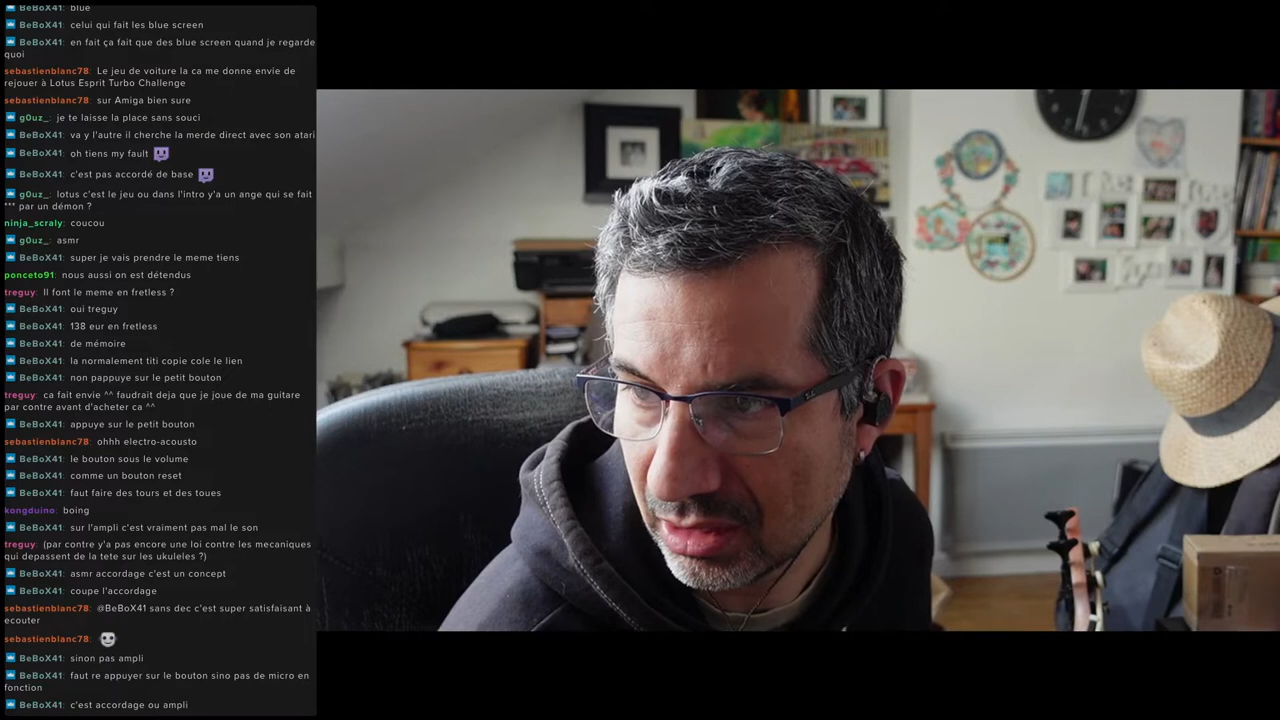 BeBoX41: blue
BeBoX41: celui qui fait les blue screen
BeBoX41: en fait ça fait que des blue screen quand je regarde
quoi
sebastienblanc78: Le jeu de voiture la ca me donne envie de
rejouer à Lotus Esprit Turbo Challenge
sebastienblanc78: sur Amiga bien sure
g0uz_: je te laisse la place sans souci
BeBoX41: va y l'autre il cherche la merde direct avec son atari
BeBoX41: oh tiens my fault
BeBoX41: c'est pas accordé de base
g0uz_: lotus c'est le jeu ou dans l'intro y'a un ange qui se fait
*** par un démon ?
ninja_scraly: coucou
g0uz_: asmr
BeBoX41: super je vais prendre le meme tiens
ponceto91: nous aussi on est détendus
treguy: Il font le meme en fretless ?
BeBoX41: oui treguy
BeBoX41: 138 eur en fretless
BeBoX41: de mémoire
BeBoX41: la normalement titi copie cole le lien
BeBoX41: non pappuye sur le petit bouton
treguy: ca fait envie ^^ faudrait deja que je joue de ma guitare
par contre avant d'acheter ca ^^
BeBoX41: appuye sur le petit bouton
sebastienblanc78: ohhh electro-acousto
BeBoX41: le bouton sous le volume
BeBoX41: comme un bouton reset
BeBoX41: faut faire des tours et des toues
kongduino: boing
BeBoX41: sur l'ampli c'est vraiment pas mal le son
treguy: (par contre y'a pas encore une loi contre les mecaniques
qui depassent de la tete sur les ukuleles ?)
BeBoX41: asmr accordage c'est un concept
BeBoX41: coupe l'accordage
sebastienblanc78: @BeBoX41 sans dec c'est super satisfaisant à
ecouter
sebastienblanc78:
BeBoX41: sinon pas ampli
BeBoX41: faut re appuyer sur le bouton sino pas de micro en
fonction
BeBoX41: c'est accordage ou ampli